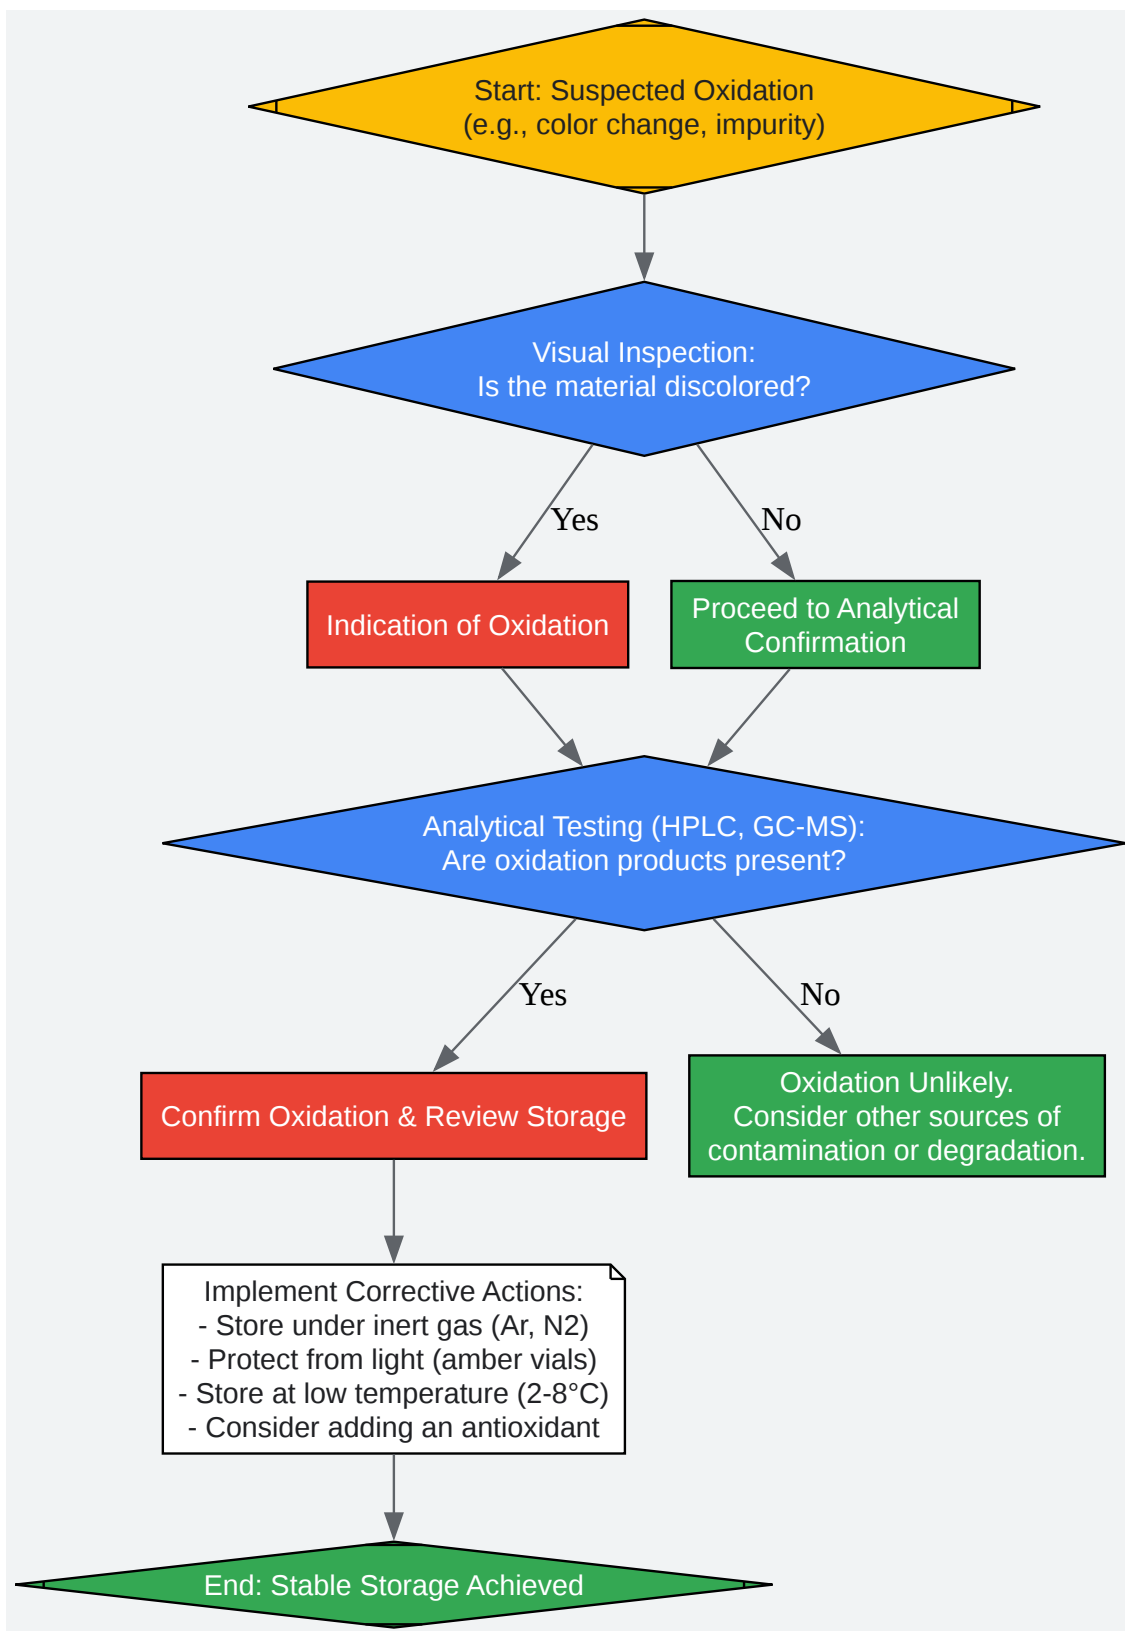 Start: Suspected Oxidation
(e.g., color change, impurity)
Visual Inspection:
Is the material discolored?
Yes
No
Indication of Oxidation
Proceed to Analytical
Confirmation
Analytical Testing (HPLC, GC-MS):
Are oxidation products present?
Yes
No
Confirm Oxidation & Review Storage
Oxidation Unlikely.
Consider other sources of
contamination or degradation.
Implement Corrective Actions:
- Store under inert gas (Ar, N2)
- Protect from light (amber vials)
- Store at low temperature (2-8°C)
- Consider adding an antioxidant
End: Stable Storage Achieved